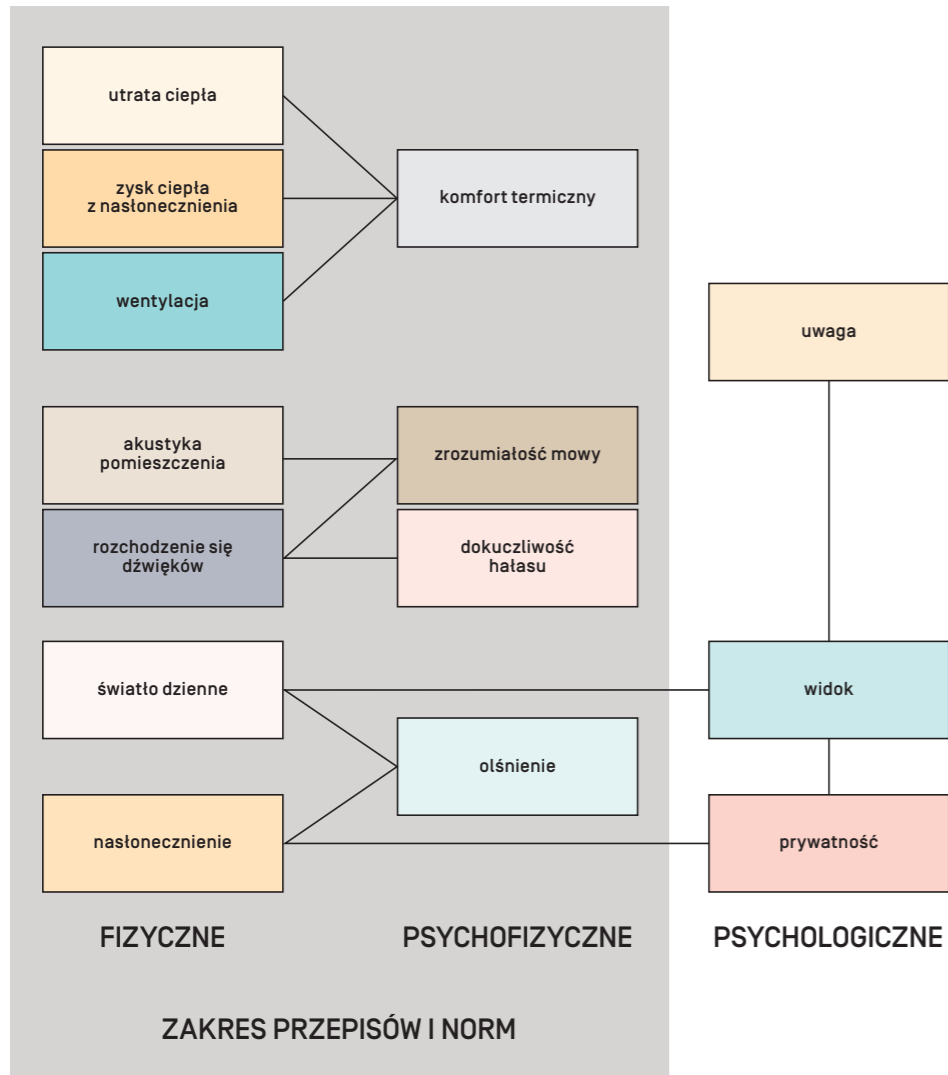 utrata ciepła
zysk ciepła
z nasłonecznienia
komfort termiczny
wentylacja
uwaga
akustyka
pomieszczenia
zrozumiałość mowy
rozchodzenie się
dźwięków
dokuczliwość
hałasu
światło dzienne
widok
olśnienie
nasłonecznienie
prywatność
FIZYCZNE
PSYCHOFIZYCZNE
PSYCHOLOGICZNE
ZAKRES PRZEPISÓW I NORM